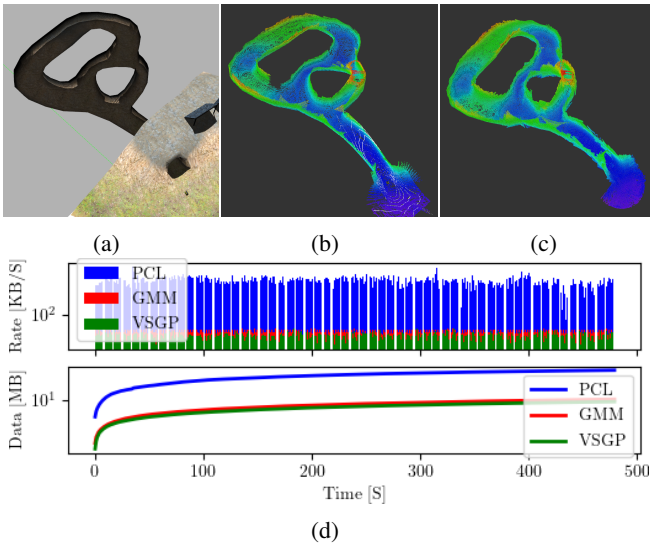 (a) (b) (c)
Rate [KB/S]
10²
PCL
GMM
VSGP
Data [MB]
10¹
PCL
GMM
VSGP
0 100 200 300 400 500
Time [S]
(d)